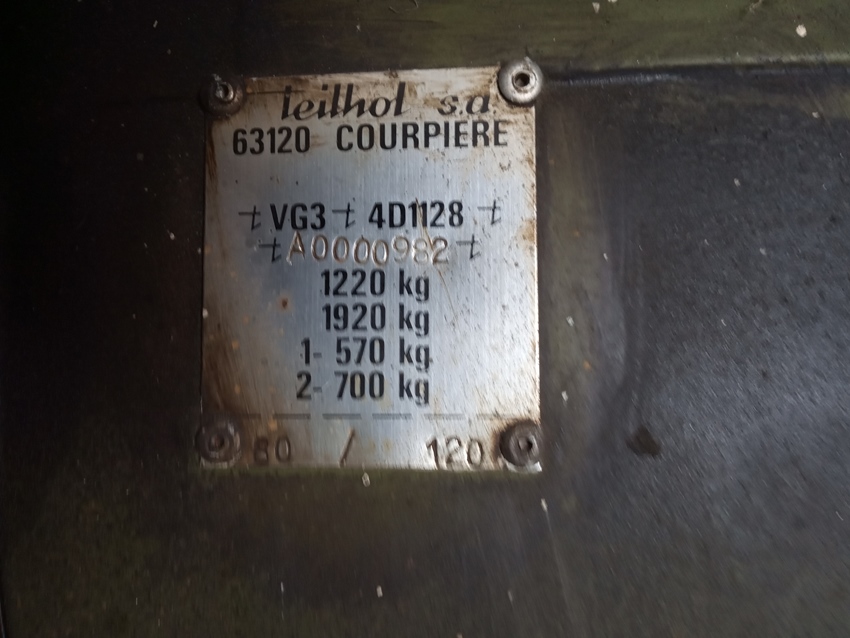 teilhol s.a
63120 COURPIERE
t VG3 t 4D1128 t
t A0000982 t
1220 kg
1920 kg
1- 570 kg
2- 700 kg
80 / 120